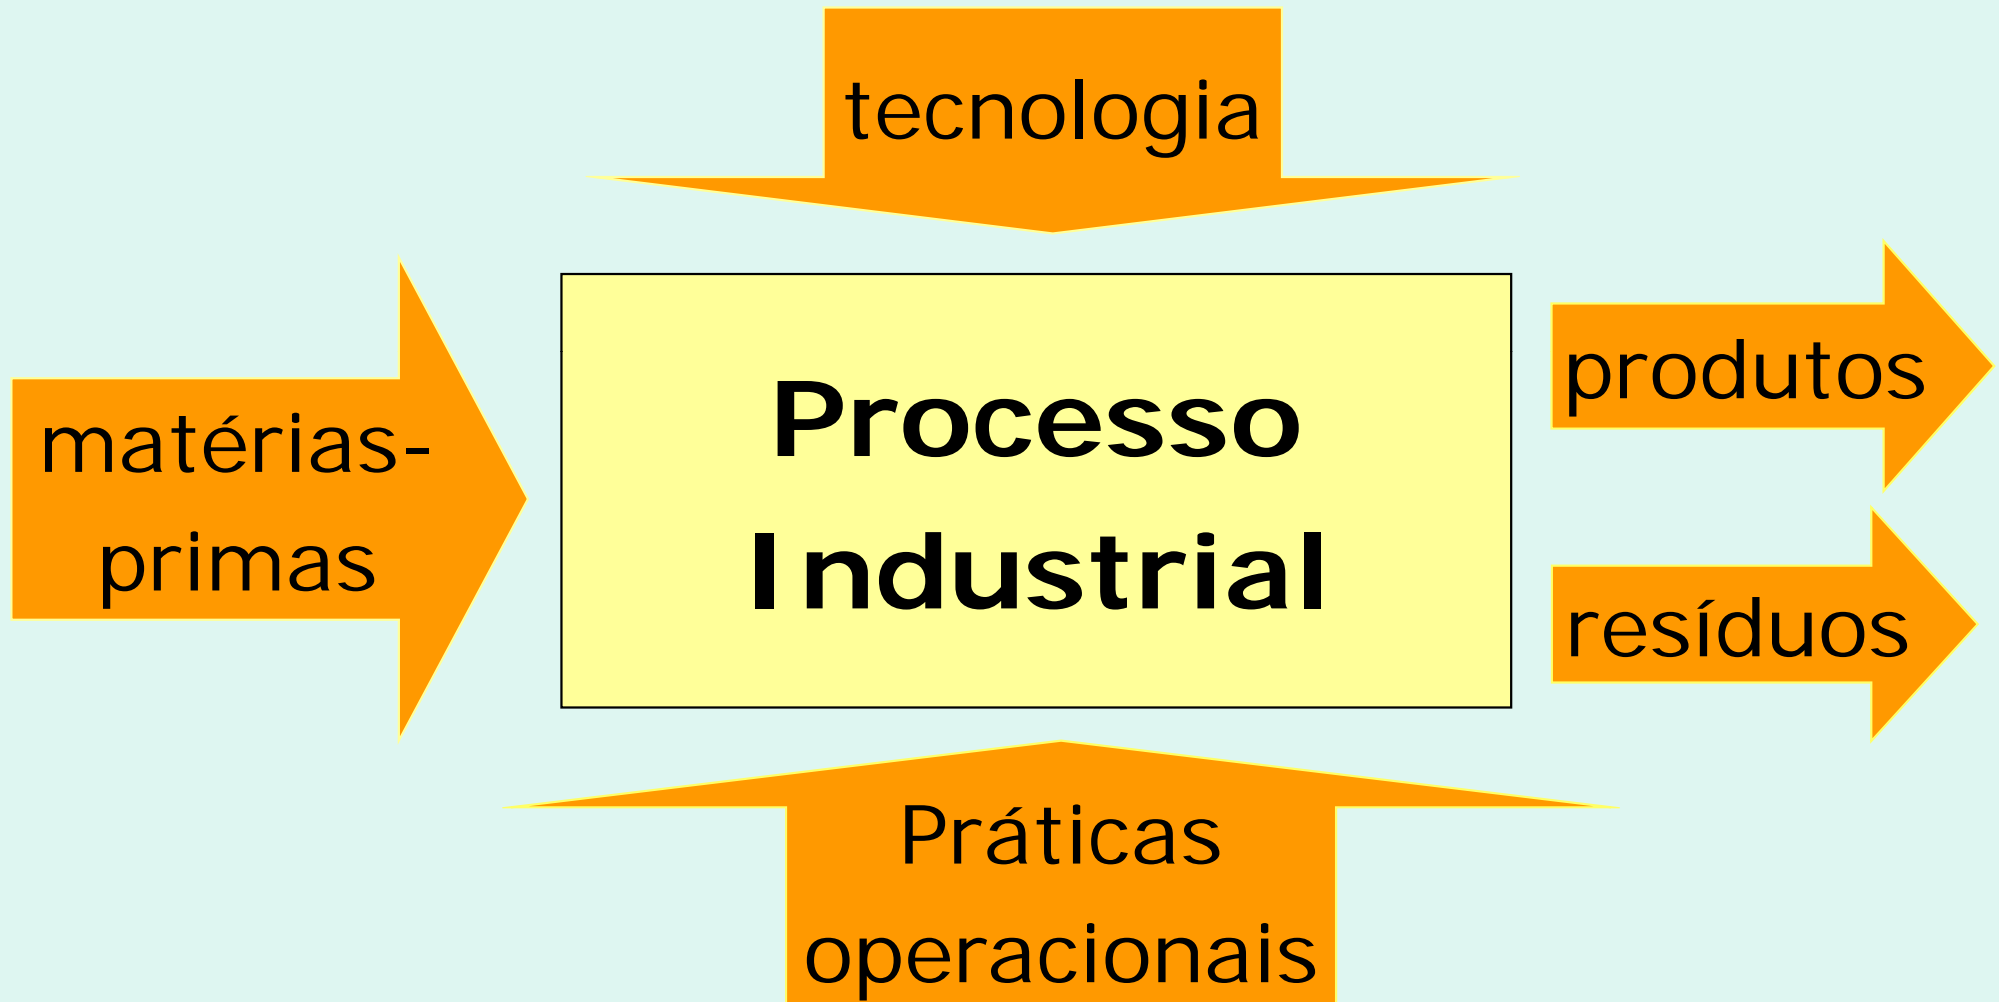 tecnologia
matérias-
primas
Processo
Industrial
produtos
resíduos
Práticas
operacionais